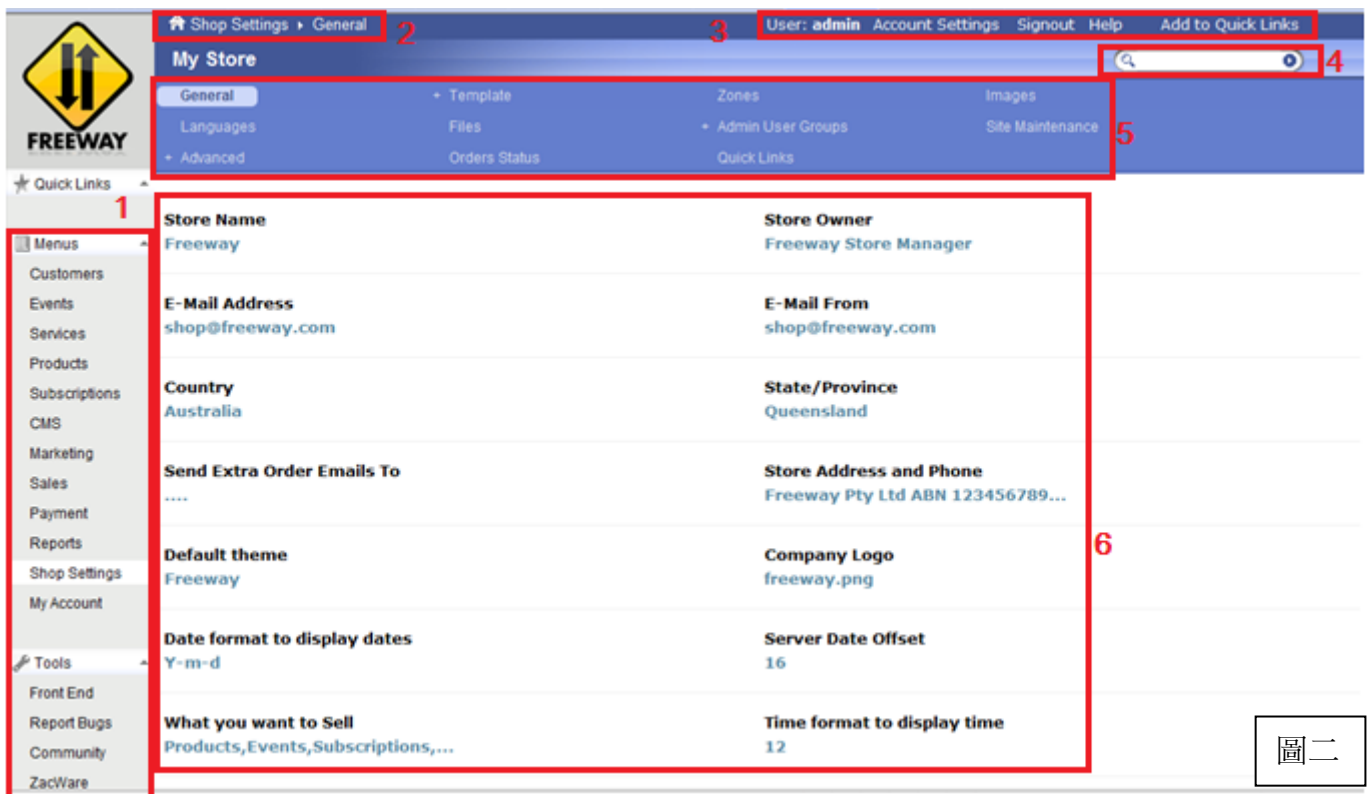 Shop Settings ▸ General
2
3
User: admin Account Settings Signout Help Add to Quick Links
My Store
4
General + Template Zones Images
Languages Files + Admin User Groups Site Maintenance
+ Advanced Orders Status Quick Links
5
FREEWAY
Quick Links
1
Menus
Customers
Events
Services
Products
Subscriptions
CMS
Marketing
Sales
Payment
Reports
Shop Settings
My Account
Tools
Front End
Report Bugs
Community
ZacWare
Store Name Store Owner
Freeway Freeway Store Manager
E-Mail Address E-Mail From
shop@freeway.com shop@freeway.com
Country State/Province
Australia Queensland
Send Extra Order Emails To Store Address and Phone
.... Freeway Pty Ltd ABN 123456789...
6
Default theme Company Logo
Freeway freeway.png
Date format to display dates Server Date Offset
Y-m-d 16
What you want to Sell Time format to display time
Products,Events,Subscriptions,... 12
圖二